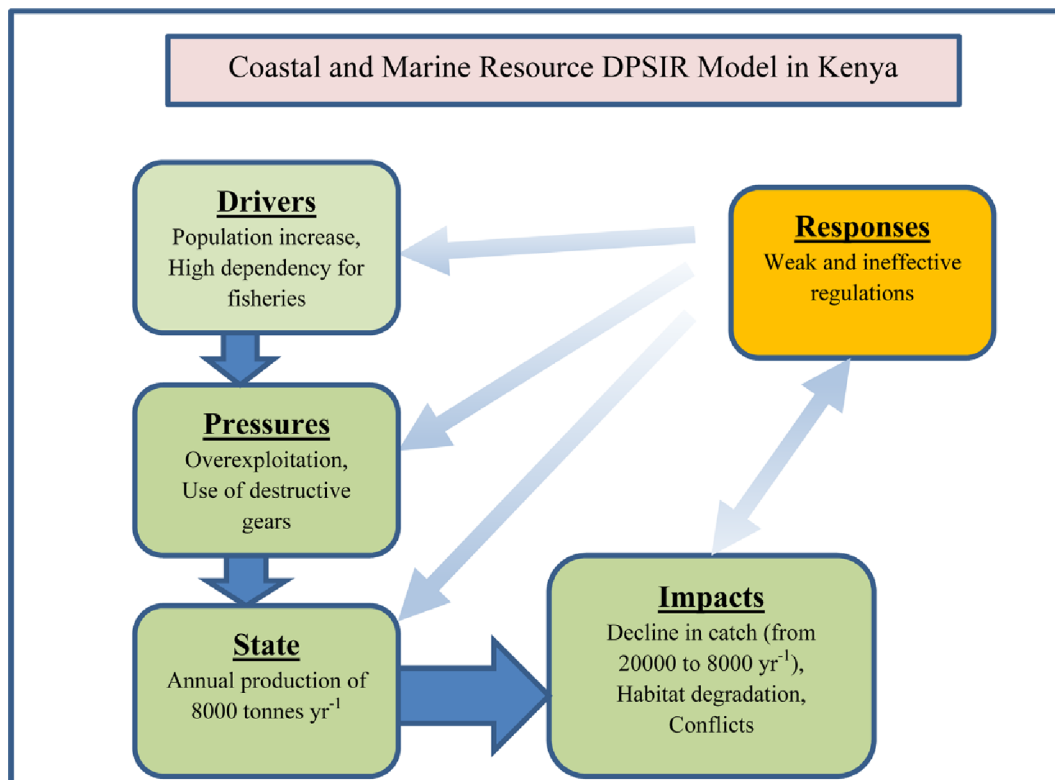 Coastal and Marine Resource DPSIR Model in Kenya
Drivers
Population increase,
High dependency for
fisheries
Responses
Weak and ineffective
regulations
Pressures
Overexploitation,
Use of destructive
gears
State
Annual production of
8000 tonnes yr⁻¹
Impacts
Decline in catch (from
20000 to 8000 yr⁻¹),
Habitat degradation,
Conflicts